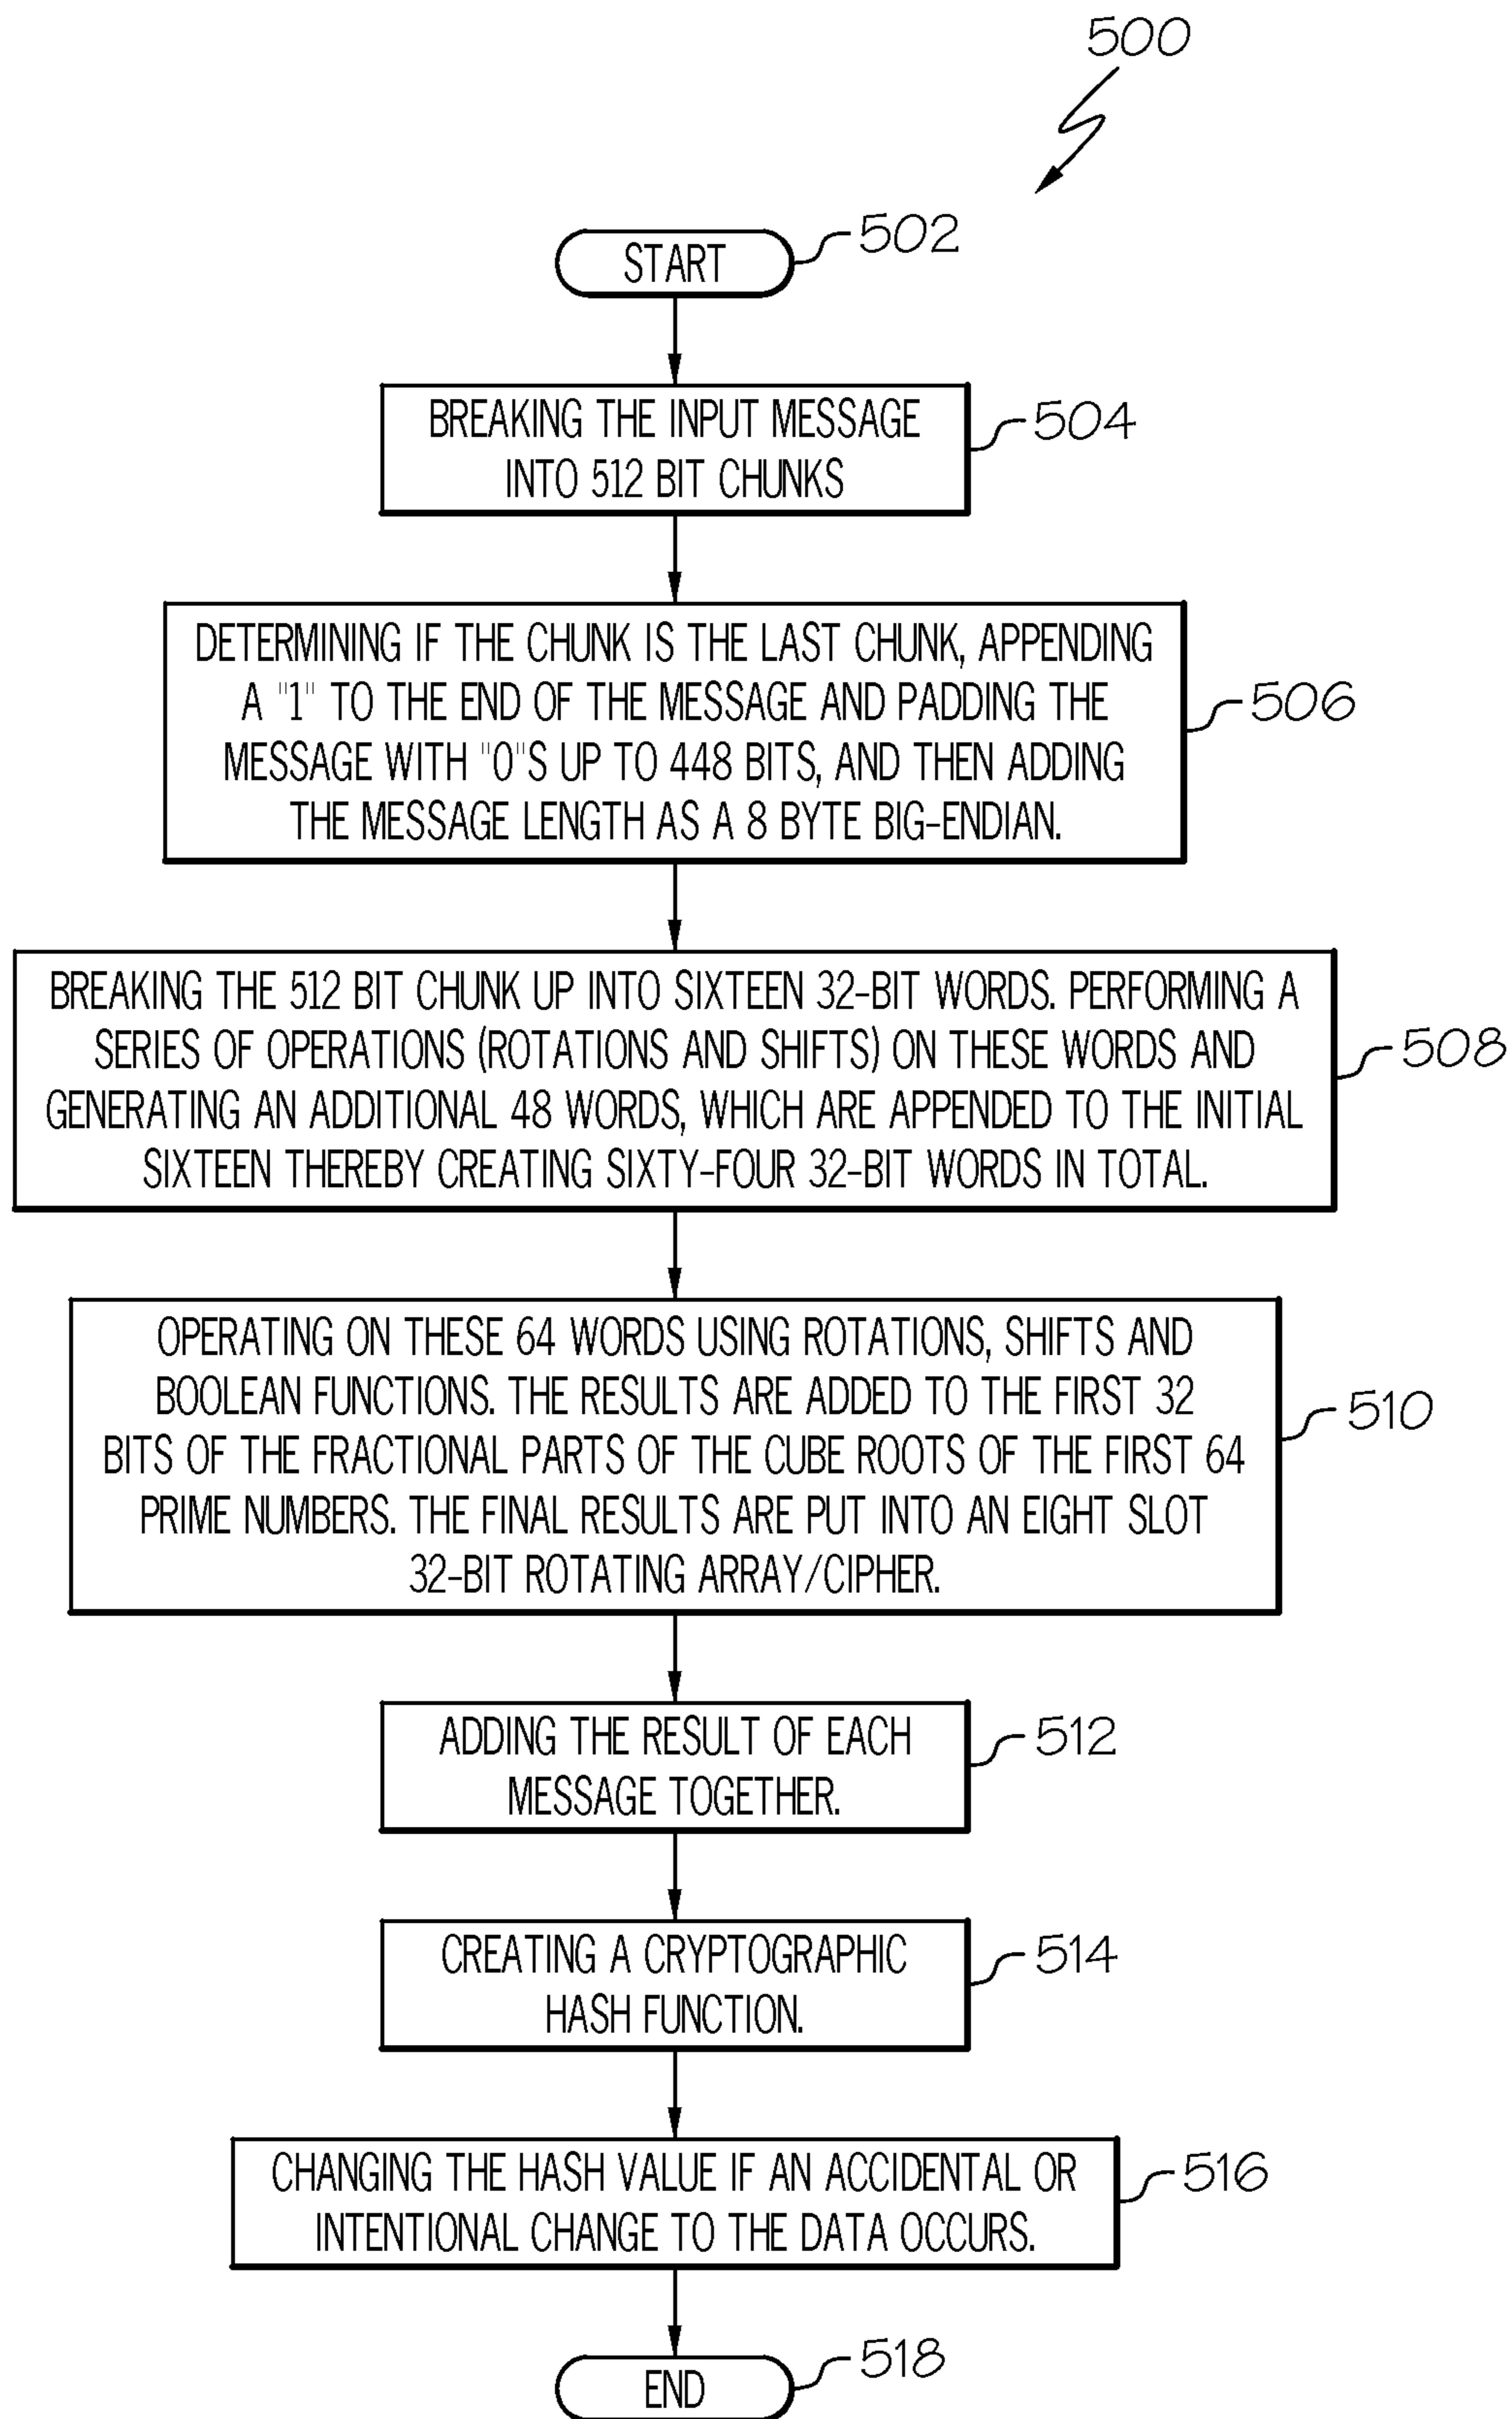 500
START
502
BREAKING THE INPUT MESSAGE
INTO 512 BIT CHUNKS
504
DETERMINING IF THE CHUNK IS THE LAST CHUNK, APPENDING
A "1" TO THE END OF THE MESSAGE AND PADDING THE
MESSAGE WITH "0"S UP TO 448 BITS, AND THEN ADDING
THE MESSAGE LENGTH AS A 8 BYTE BIG-ENDIAN.
506
BREAKING THE 512 BIT CHUNK UP INTO SIXTEEN 32-BIT WORDS. PERFORMING A
SERIES OF OPERATIONS (ROTATIONS AND SHIFTS) ON THESE WORDS AND
GENERATING AN ADDITIONAL 48 WORDS, WHICH ARE APPENDED TO THE INITIAL
SIXTEEN THEREBY CREATING SIXTY-FOUR 32-BIT WORDS IN TOTAL.
508
OPERATING ON THESE 64 WORDS USING ROTATIONS, SHIFTS AND
BOOLEAN FUNCTIONS. THE RESULTS ARE ADDED TO THE FIRST 32
BITS OF THE FRACTIONAL PARTS OF THE CUBE ROOTS OF THE FIRST 64
PRIME NUMBERS. THE FINAL RESULTS ARE PUT INTO AN EIGHT SLOT
32-BIT ROTATING ARRAY/CIPHER.
510
ADDING THE RESULT OF EACH
MESSAGE TOGETHER.
512
CREATING A CRYPTOGRAPHIC
HASH FUNCTION.
514
CHANGING THE HASH VALUE IF AN ACCIDENTAL OR
INTENTIONAL CHANGE TO THE DATA OCCURS.
516
END
518